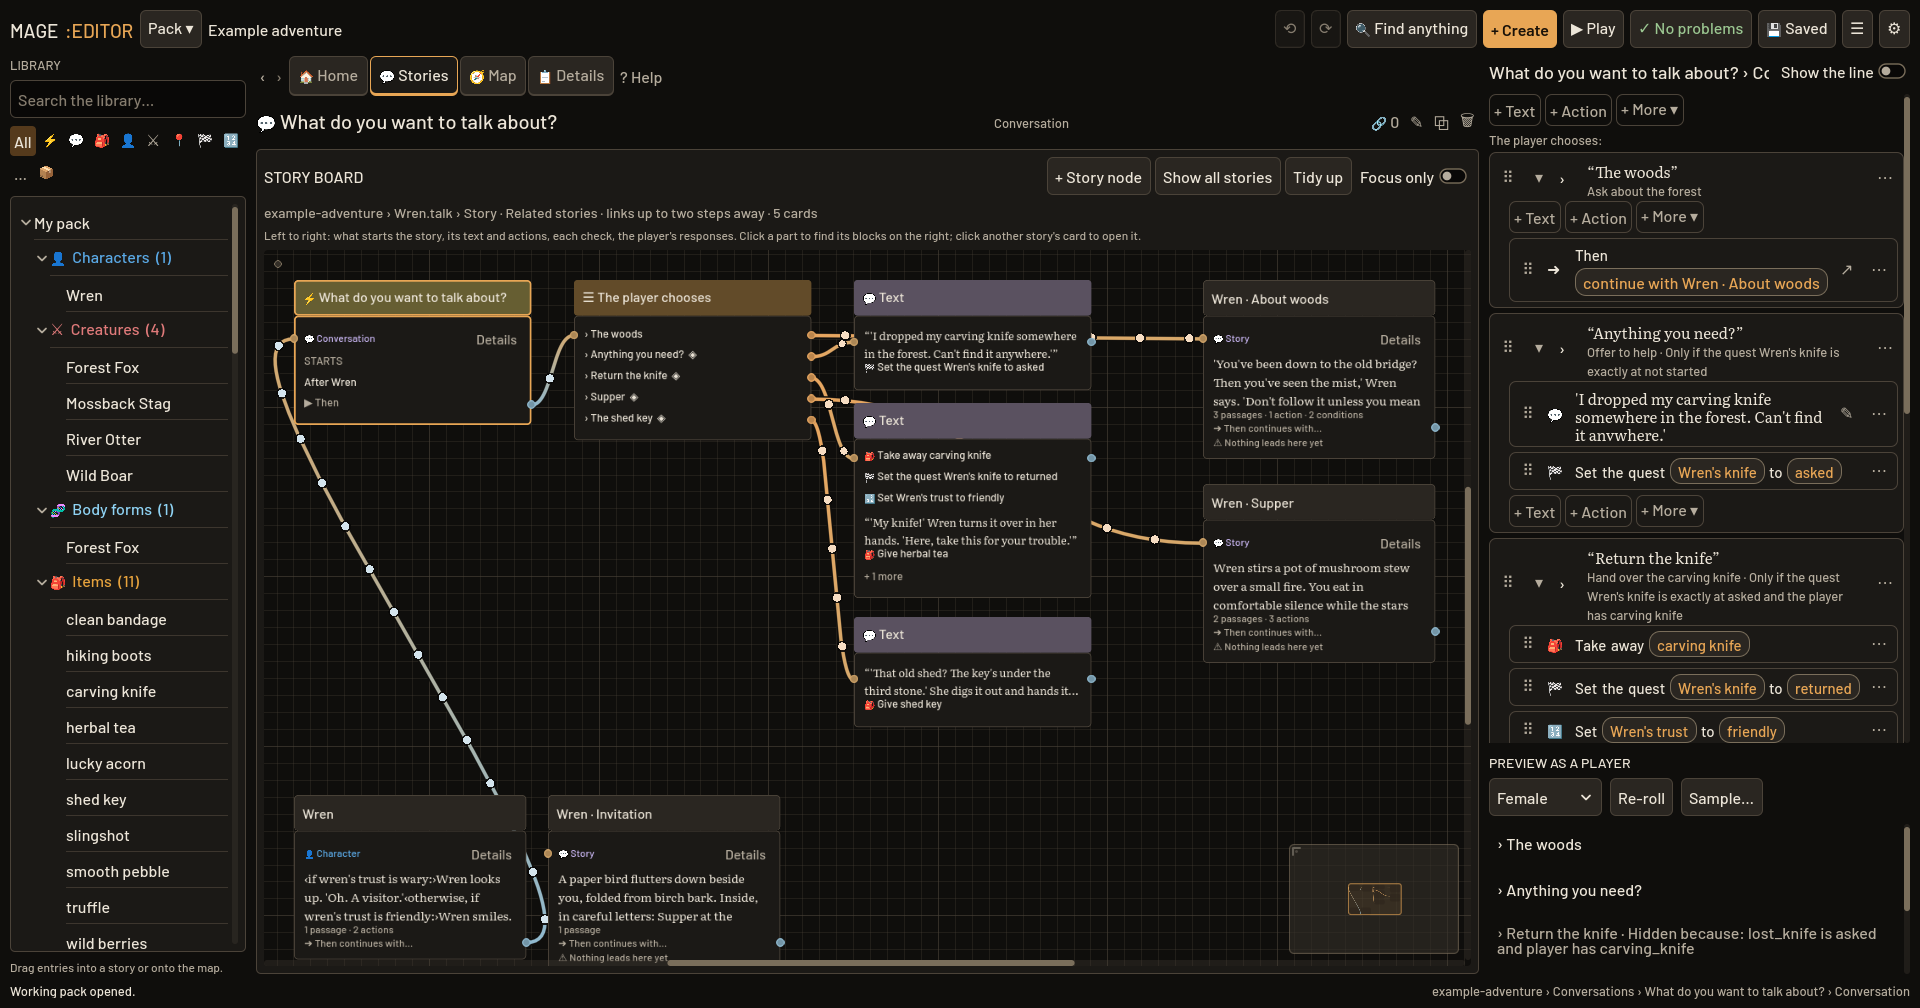 MAGE :EDITOR
Pack ▾
Example adventure
Find anything
+ Create
▶ Play
✓ No problems
Saved
LIBRARY
Search the library...
All
...
My pack
Characters (1)
Wren
Creatures (4)
Forest Fox
Mossback Stag
River Otter
Wild Boar
Body forms (1)
Forest Fox
Items (11)
clean bandage
hiking boots
carving knife
herbal tea
lucky acorn
shed key
slingshot
smooth pebble
truffle
wild berries
Drag entries into a story or onto the map.
Working pack opened.
‹ ›
Home
Stories
Map
Details
? Help
What do you want to talk about?
Conversation
0
STORY BOARD
+ Story node
Show all stories
Tidy up
Focus only
example-adventure › Wren.talk › Story · Related stories · links up to two steps away · 5 cards
Left to right: what starts the story, its text and actions, each check, the player's responses. Click a part to find its blocks on the right; click another story's card to open it.
What do you want to talk about?
Conversation
Details
STARTS
After Wren
▶ Then
The player chooses
› The woods
› Anything you need? ◈
› Return the knife ◈
› Supper ◈
› The shed key ◈
Text
“'I dropped my carving knife somewhere
in the forest. Can't find it anywhere.'”
Set the quest Wren's knife to asked
Text
Take away carving knife
Set the quest Wren's knife to returned
Set Wren's trust to friendly
“'My knife!' Wren turns it over in her
hands. 'Here, take this for your trouble.'”
Give herbal tea
+ 1 more
Text
“'That old shed? The key's under the
third stone.' She digs it out and hands it...
Give shed key
Wren · About woods
Story
Details
'You've been down to the old bridge?
Then you've seen the mist,' Wren
says. 'Don't follow it unless you mean
3 passages · 1 action · 2 conditions
➔ Then continues with...
⚠ Nothing leads here yet
Wren · Supper
Story
Details
Wren stirs a pot of mushroom stew
over a small fire. You eat in
comfortable silence while the stars
2 passages · 3 actions
➔ Then continues with...
⚠ Nothing leads here yet
Wren
Character
Details
‹if wren's trust is wary:›Wren looks
up. 'Oh. A visitor.'‹otherwise, if
wren's trust is friendly:›Wren smiles.
1 passage · 2 actions
➔ Then continues with...
Wren · Invitation
Story
Details
A paper bird flutters down beside
you, folded from birch bark. Inside,
in careful letters: Supper at the
1 passage
➔ Then continues with...
⚠ Nothing leads here yet
What do you want to talk about? › Cc
Show the line
+ Text
+ Action
+ More ▾
The player chooses:
“The woods”
Ask about the forest
+ Text
+ Action
+ More ▾
Then
continue with Wren · About woods
“Anything you need?”
Offer to help · Only if the quest Wren's knife is
exactly at not started
'I dropped my carving knife
somewhere in the forest. Can't find
it anywhere.'
Set the quest Wren's knife to asked
+ Text
+ Action
+ More ▾
“Return the knife”
Hand over the carving knife · Only if the quest
Wren's knife is exactly at asked and the player
has carving knife
Take away carving knife
Set the quest Wren's knife to returned
Set Wren's trust to friendly
PREVIEW AS A PLAYER
Female
Re-roll
Sample...
› The woods
› Anything you need?
› Return the knife · Hidden because: lost_knife is asked
and player has carving_knife
example-adventure › Conversations › What do you want to talk about? › Conversation